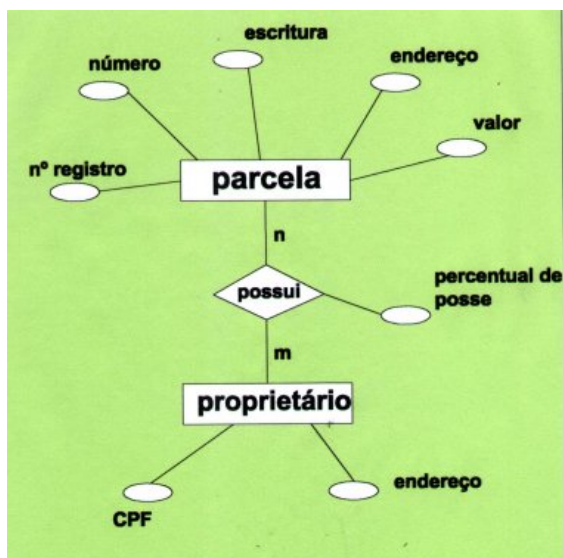 escritura
número
endereço
valor
nº registro
parcela
n
possui
percentual de
posse
m
proprietário
endereço
CPF